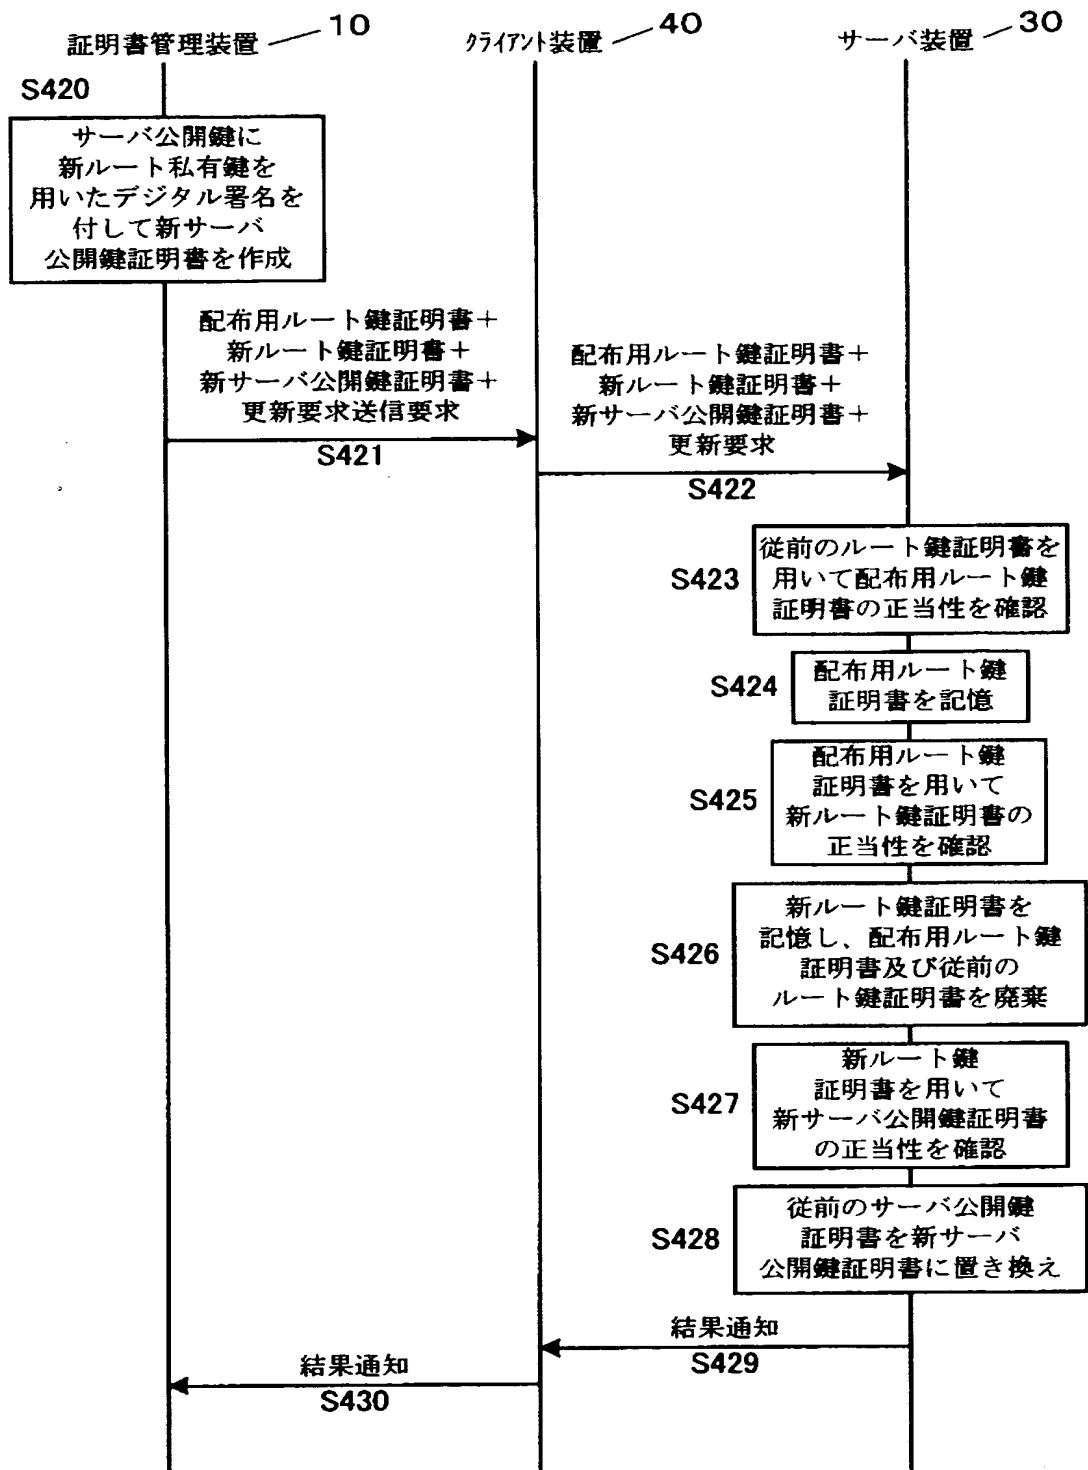 証明書管理装置 10
クライアント装置 40
サーバ装置 30
S420
サーバ公開鍵に
新ルート私有鍵を
用いたデジタル署名を
付して新サーバ
公開鍵証明書を作成
配布用ルート鍵証明書+
新ルート鍵証明書+
新サーバ公開鍵証明書+
更新要求送信要求
S421
配布用ルート鍵証明書+
新ルート鍵証明書+
新サーバ公開鍵証明書+
更新要求
S422
S423
従前のルート鍵証明書を
用いて配布用ルート鍵
証明書の正当性を確認
S424
配布用ルート鍵
証明書を記憶
S425
配布用ルート鍵
証明書を用いて
新ルート鍵証明書の
正当性を確認
S426
新ルート鍵証明書を
記憶し、配布用ルート鍵
証明書及び従前の
ルート鍵証明書を廃棄
S427
新ルート鍵
証明書を用いて
新サーバ公開鍵証明書
の正当性を確認
S428
従前のサーバ公開鍵
証明書を新サーバ
公開鍵証明書に置き換え
結果通知
S429
結果通知
S430